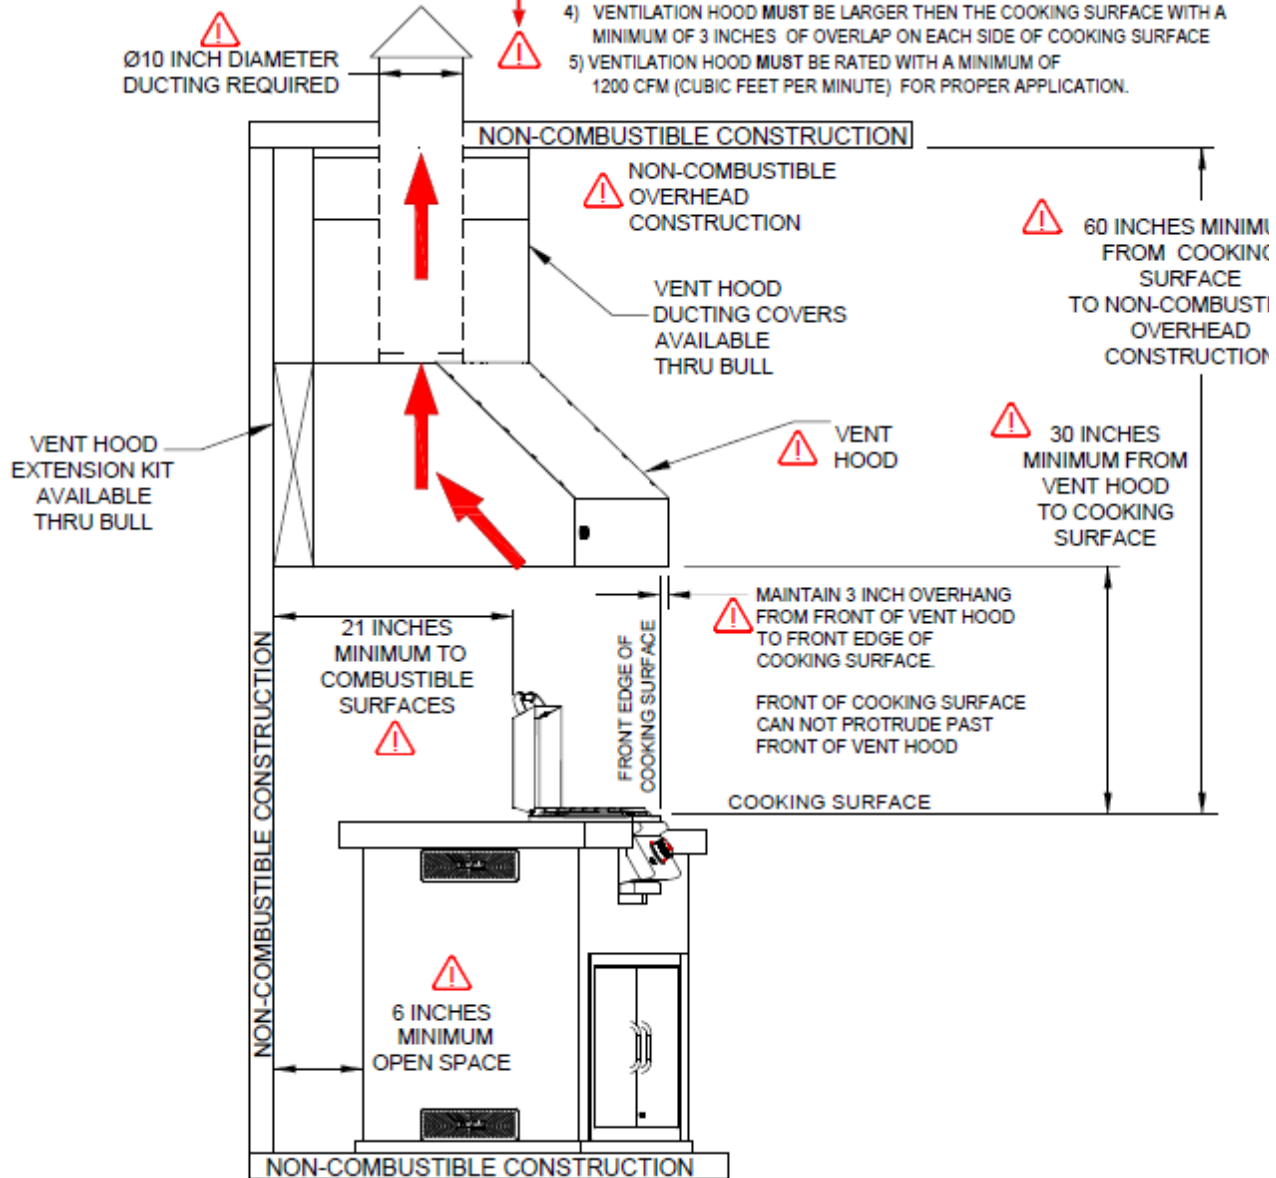 4) VENTILATION HOOD MUST BE LARGER THEN THE COOKING SURFACE WITH A
MINIMUM OF 3 INCHES OF OVERLAP ON EACH SIDE OF COOKING SURFACE
5) VENTILATION HOOD MUST BE RATED WITH A MINIMUM OF
1200 CFM (CUBIC FEET PER MINUTE) FOR PROPER APPLICATION.
Ø10 INCH DIAMETER
DUCTING REQUIRED
NON-COMBUSTIBLE CONSTRUCTION
NON-COMBUSTIBLE
OVERHEAD
CONSTRUCTION
60 INCHES MINIMU
FROM COOKING
SURFACE
TO NON-COMBUSTI
OVERHEAD
CONSTRUCTION
VENT HOOD
DUCTING COVERS
AVAILABLE
THRU BULL
VENT HOOD
EXTENSION KIT
AVAILABLE
THRU BULL
VENT
HOOD
30 INCHES
MINIMUM FROM
VENT HOOD
TO COOKING
SURFACE
MAINTAIN 3 INCH OVERHANG
FROM FRONT OF VENT HOOD
TO FRONT EDGE OF
COOKING SURFACE.
FRONT OF COOKING SURFACE
CAN NOT PROTRUDE PAST
FRONT OF VENT HOOD
21 INCHES
MINIMUM TO
COMBUSTIBLE
SURFACES
FRONT EDGE OF
COOKING SURFACE
COOKING SURFACE
NON-COMBUSTIBLE CONSTRUCTION
6 INCHES
MINIMUM
OPEN SPACE
NON-COMBUSTIBLE CONSTRUCTION